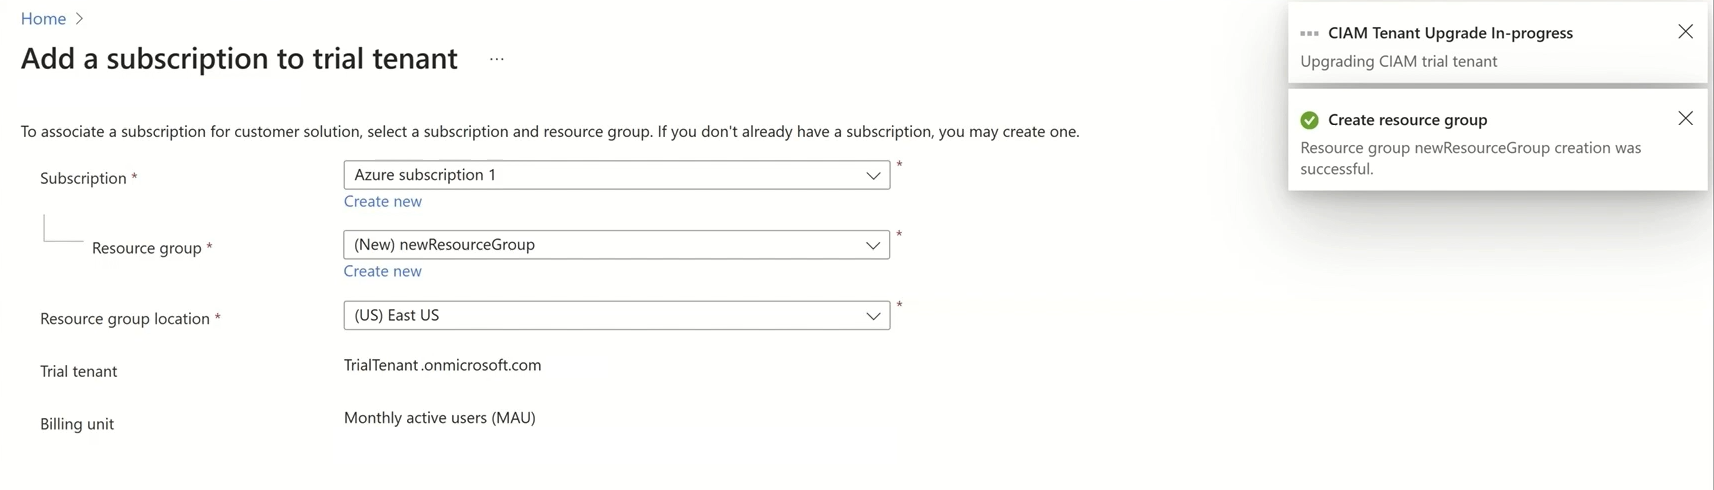 Home >
Add a subscription to trial tenant ...
To associate a subscription for customer solution, select a subscription and resource group. If you don't already have a subscription, you may create one.
Subscription *
Azure subscription 1
*
Create new
Resource group *
(New) newResourceGroup
*
Create new
Resource group location *
(US) East US
*
Trial tenant
TrialTenant.onmicrosoft.com
Billing unit
Monthly active users (MAU)
CIAM Tenant Upgrade In-progress
Upgrading CIAM trial tenant
Create resource group
Resource group newResourceGroup creation was
successful.